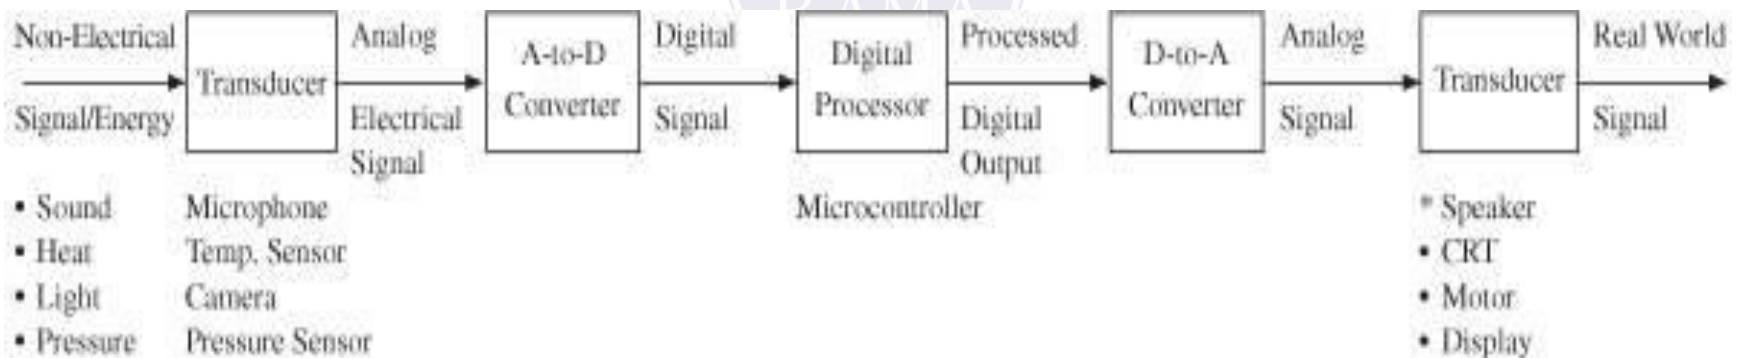 Non-Electrical
Signal/Energy
Transducer
Analog
Electrical
Signal
A-to-D
Converter
Digital
Signal
Digital
Processor
Processed
Digital
Output
D-to-A
Converter
Analog
Signal
Transducer
Real World
Signal
• Sound Microphone
• Heat Temp. Sensor
• Light Camera
• Pressure Pressure Sensor
Microcontroller
* Speaker
• CRT
• Motor
• Display